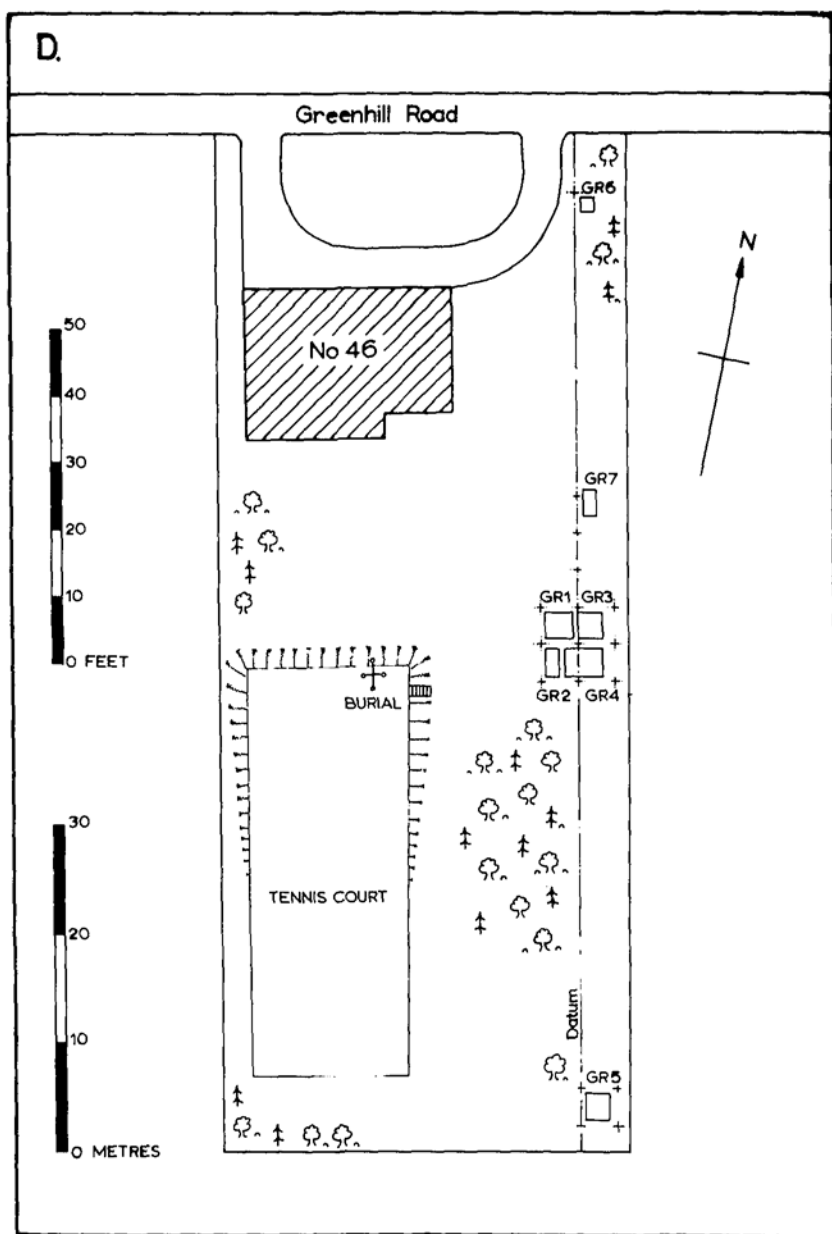 D.
Greenhill Road
GR6
N
No 46
50
40
30
20
10
0 FEET
GR7
GR1 GR3
GR2 GR4
BURIAL
TENNIS COURT
30
20
10
0 METRES
Datum
GR5